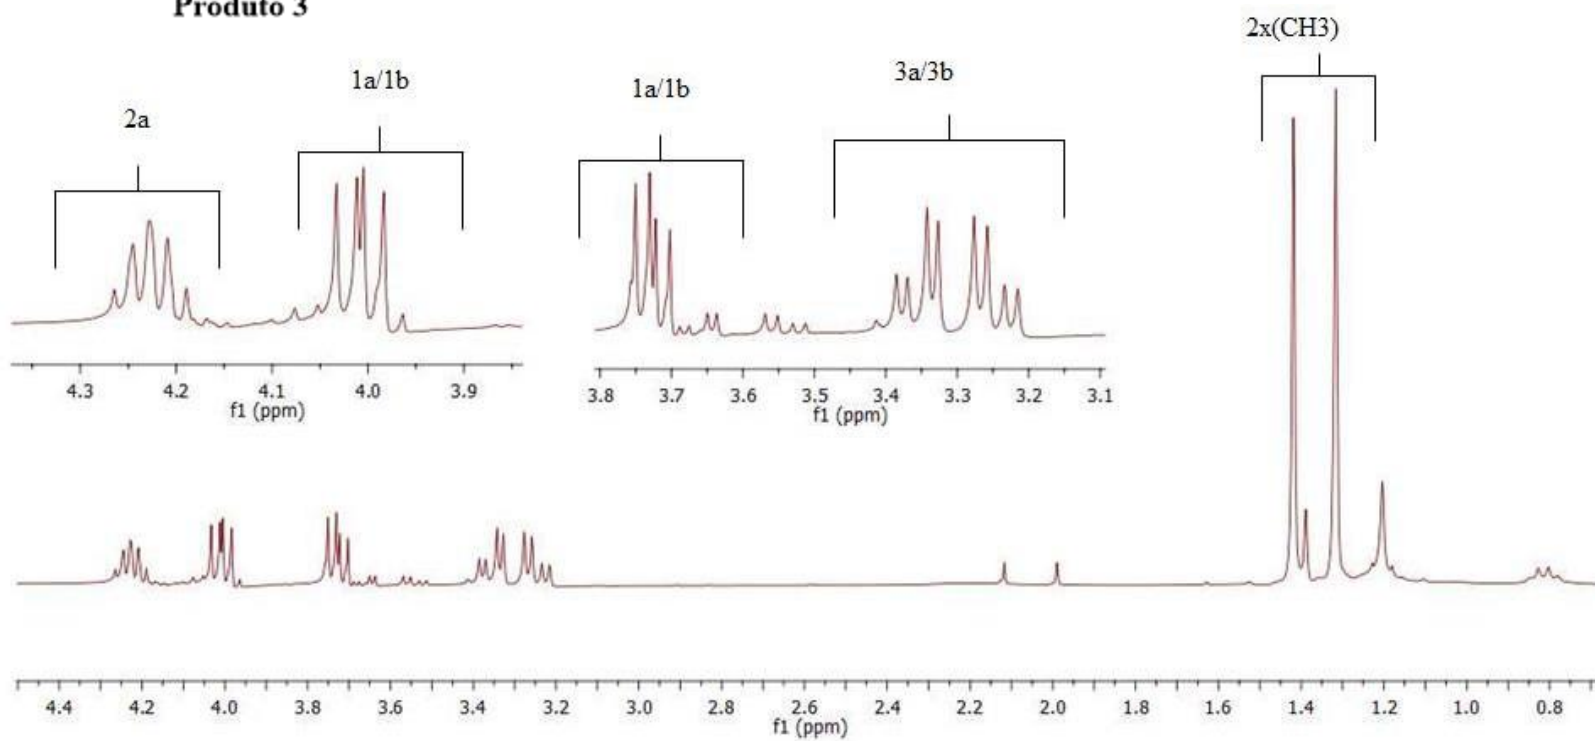 Produto 3
2x(CH3)
2a
1a/1b
1a/1b
3a/3b
4.3 4.2 4.1 4.0 3.9
f1 (ppm)
3.8 3.7 3.6 3.5 3.4 3.3 3.2 3.1
f1 (ppm)
4.4 4.2 4.0 3.8 3.6 3.4 3.2 3.0 2.8 2.6 2.4 2.2 2.0 1.8 1.6 1.4 1.2 1.0 0.8
f1 (ppm)